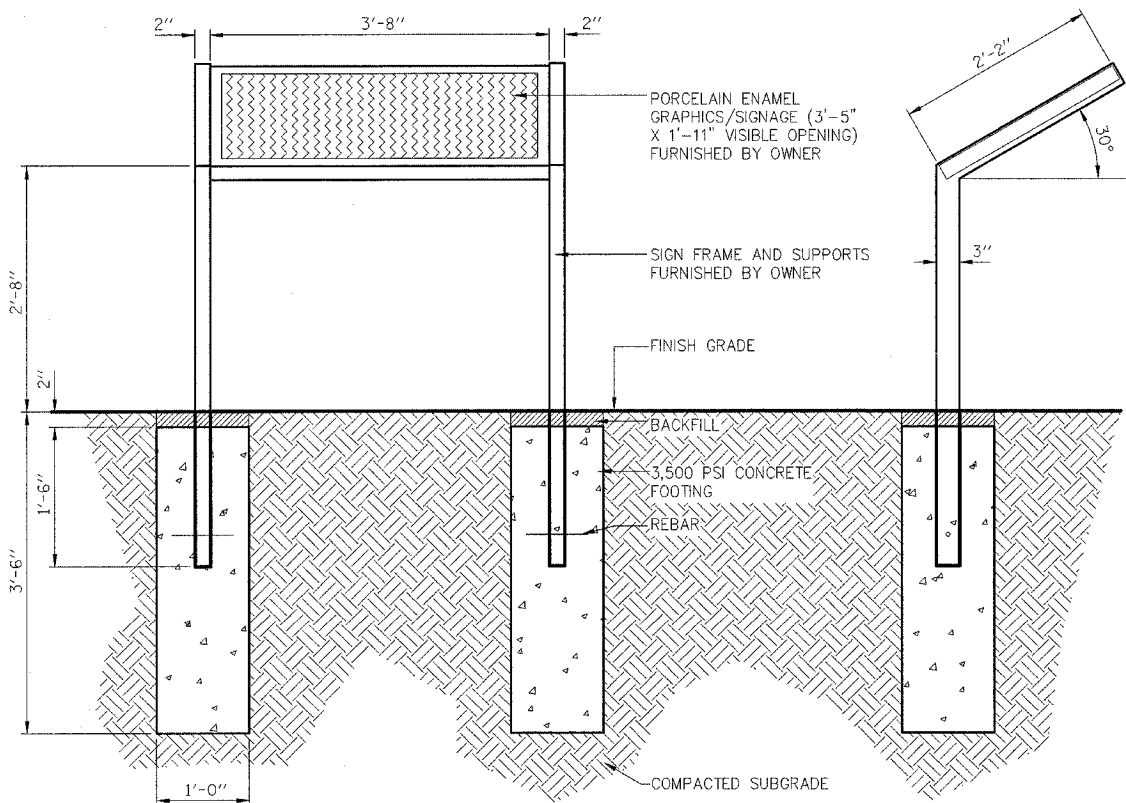 2"
3'-8"
2"
2'-2"
PORCELAIN ENAMEL
GRAPHICS/SIGNAGE (3'-5"
X 1'-11" VISIBLE OPENING)
FURNISHED BY OWNER
30°
2'-8"
SIGN FRAME AND SUPPORTS
FURNISHED BY OWNER
3"
FINISH GRADE
2"
BACKFILL
1'-6"
3,500 PSI CONCRETE
FOOTING
REBAR
3'-6"
COMPACTED SUBGRADE
1'-0"